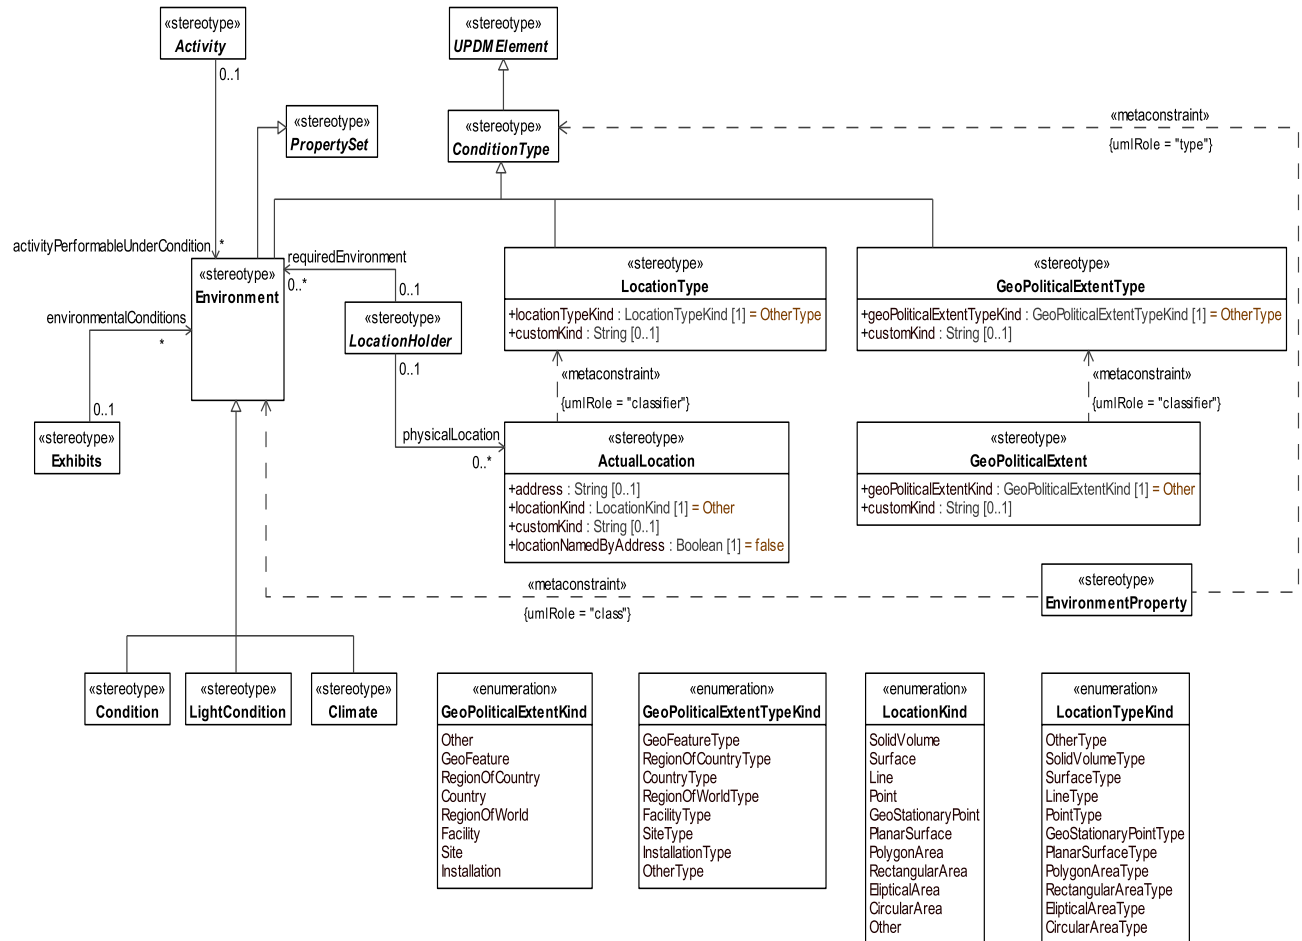 «stereotype»
Activity
0..1
«stereotype»
UPDMElement
«stereotype»
PropertySet
«stereotype»
ConditionType
«metaconstraint»
{umlRole = "type"}
activityPerformableUnderCondition
*
«stereotype»
Environment
requiredEnvironment
0..*
0..1
environmentalConditions
*
0..1
«stereotype»
Exhibits
«stereotype»
LocationHolder
0..1
physicalLocation
0..*
«stereotype»
LocationType
+locationTypeKind : LocationTypeKind [1] = OtherType
+customKind : String [0..1]
«stereotype»
GeoPoliticalExtentType
+geoPoliticalExtentTypeKind : GeoPoliticalExtentTypeKind [1] = OtherType
+customKind : String [0..1]
«metaconstraint»
{umlRole = "classifier"}
«metaconstraint»
{umlRole = "classifier"}
«stereotype»
ActualLocation
+address : String [0..1]
+locationKind : LocationKind [1] = Other
+customKind : String [0..1]
+locationNamedByAddress : Boolean [1] = false
«stereotype»
GeoPoliticalExtent
+geoPoliticalExtentKind : GeoPoliticalExtentKind [1] = Other
+customKind : String [0..1]
«metaconstraint»
{umlRole = "class"}
«stereotype»
EnvironmentProperty
«stereotype»
Condition
«stereotype»
LightCondition
«stereotype»
Climate
«enumeration»
GeoPoliticalExtentKind
Other
GeoFeature
RegionOfCountry
Country
RegionOfWorld
Facility
Site
Installation
«enumeration»
GeoPoliticalExtentTypeKind
GeoFeatureType
RegionOfCountryType
CountryType
RegionOfWorldType
FacilityType
SiteType
InstallationType
OtherType
«enumeration»
LocationKind
SolidVolume
Surface
Line
Point
GeoStationaryPoint
PlanarSurface
PolygonArea
RectangularArea
ElipticalArea
CircularArea
Other
«enumeration»
LocationTypeKind
OtherType
SolidVolumeType
SurfaceType
LineType
PointType
GeoStationaryPointType
PlanarSurfaceType
PolygonAreaType
RectangularAreaType
ElipticalAreaType
CircularAreaType